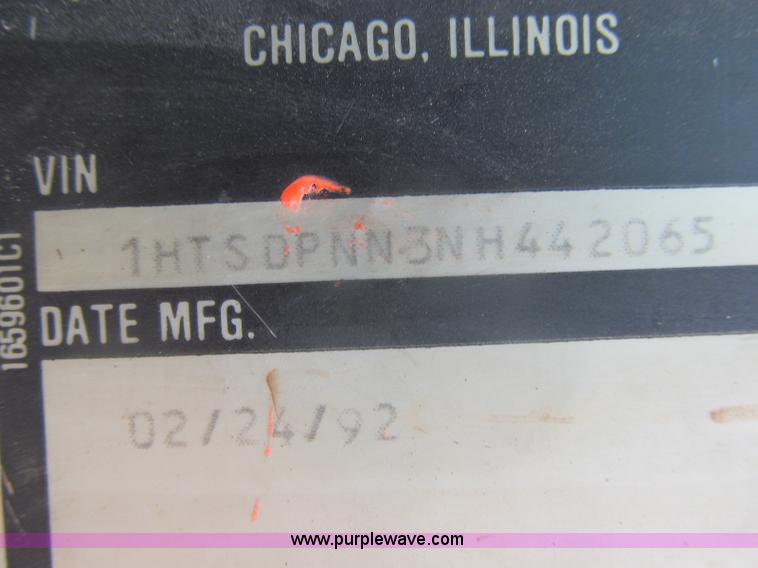 CHICAGO, ILLINOIS
VIN
1HTSDPNN3NH442065
DATE MFG.
02/24/92
1659601C1
www.purplewave.com